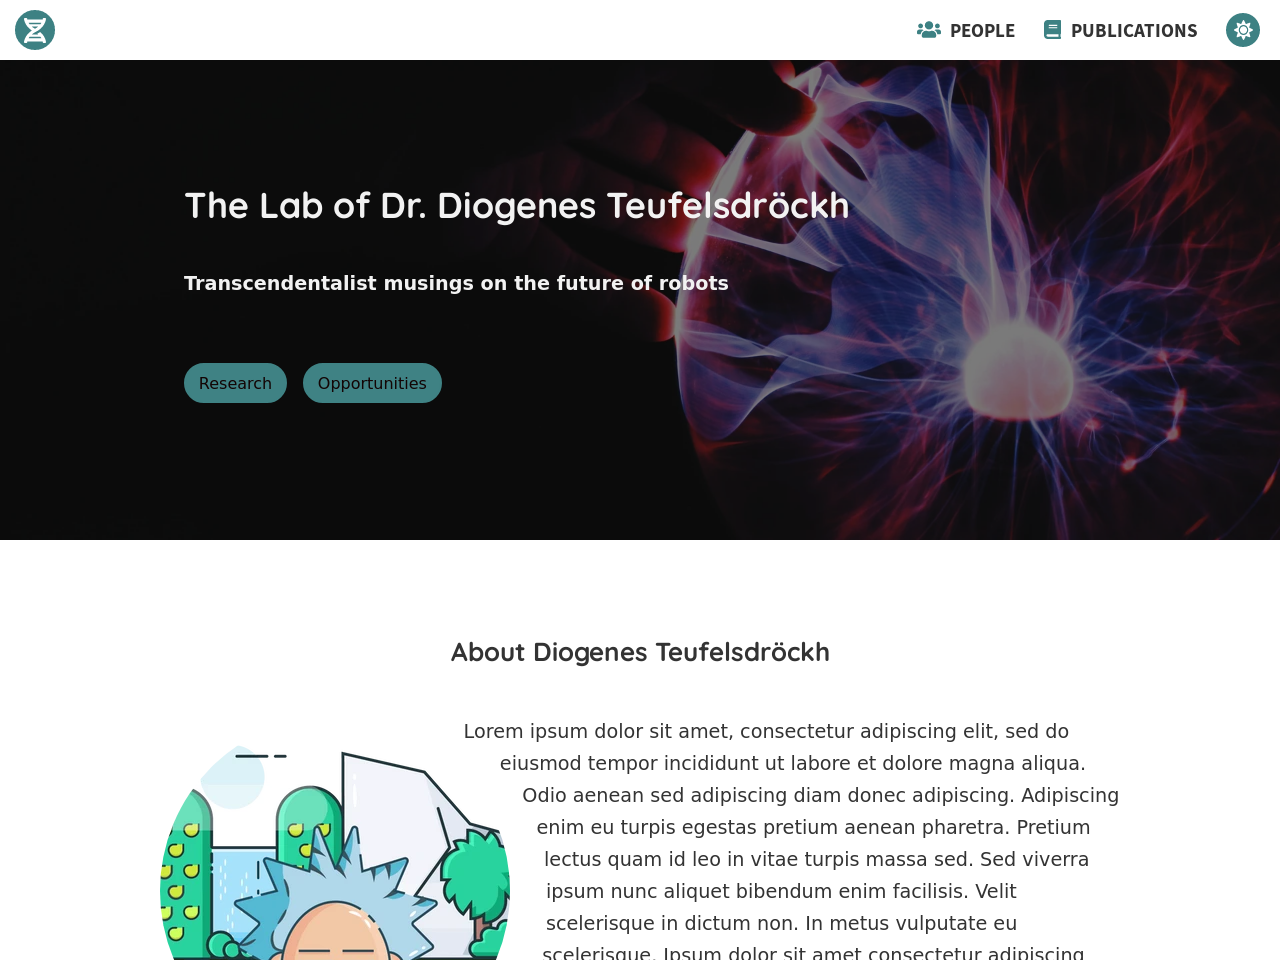 PEOPLE
PUBLICATIONS
The Lab of Dr. Diogenes Teufelsdröckh
Transcendentalist musings on the future of robots
Research
Opportunities
About Diogenes Teufelsdröckh
Lorem ipsum dolor sit amet, consectetur adipiscing elit, sed do
eiusmod tempor incididunt ut labore et dolore magna aliqua.
Odio aenean sed adipiscing diam donec adipiscing. Adipiscing
enim eu turpis egestas pretium aenean pharetra. Pretium
lectus quam id leo in vitae turpis massa sed. Sed viverra
ipsum nunc aliquet bibendum enim facilisis. Velit
scelerisque in dictum non. In metus vulputate eu
scelerisque. Ipsum dolor sit amet consectetur adipiscing